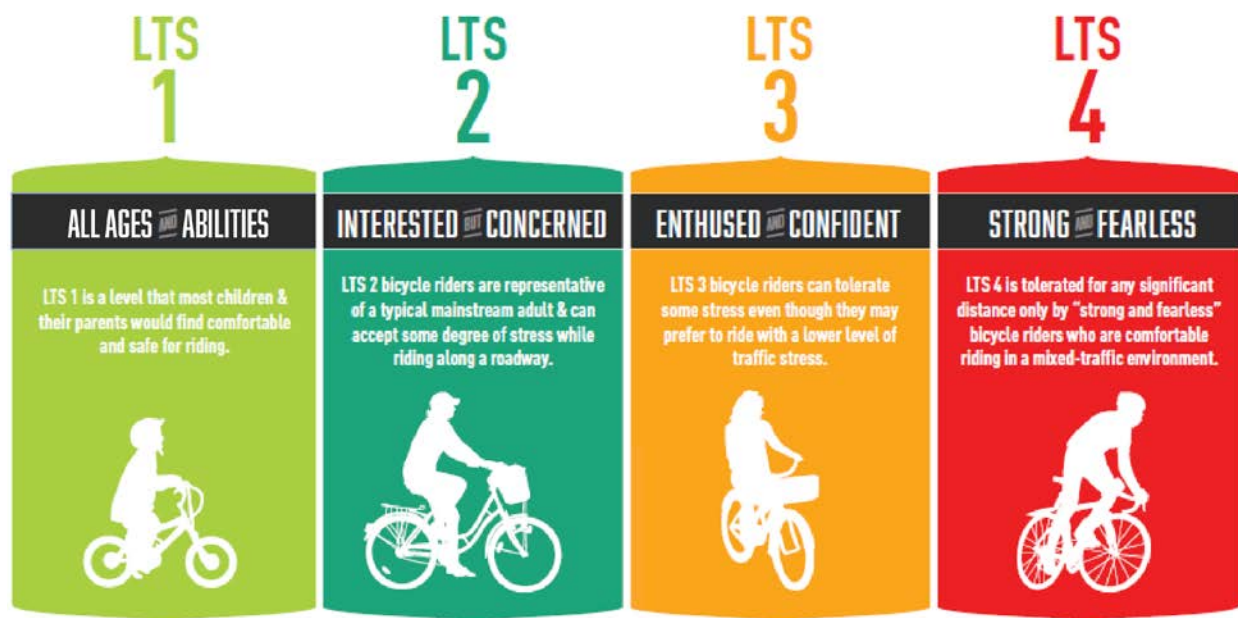 LTS
1
ALL AGES AND ABILITIES
LTS 1 is a level that most children &
their parents would find comfortable
and safe for riding.
LTS
2
INTERESTED BUT CONCERNED
LTS 2 bicycle riders are representative
of a typical mainstream adult & can
accept some degree of stress while
riding along a roadway.
LTS
3
ENTHUSED AND CONFIDENT
LTS 3 bicycle riders can tolerate
some stress even though they may
prefer to ride with a lower level of
traffic stress.
LTS
4
STRONG AND FEARLESS
LTS 4 is tolerated for any significant
distance only by “strong and fearless”
bicycle riders who are comfortable
riding in a mixed-traffic environment.